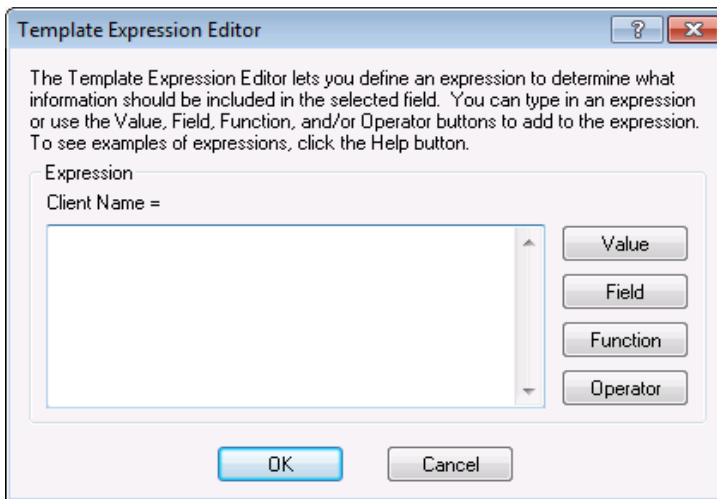 Template Expression Editor
?
The Template Expression Editor lets you define an expression to determine what
information should be included in the selected field. You can type in an expression
or use the Value, Field, Function, and/or Operator buttons to add to the expression.
To see examples of expressions, click the Help button.
Expression
Client Name =
Value
Field
Function
Operator
OK
Cancel